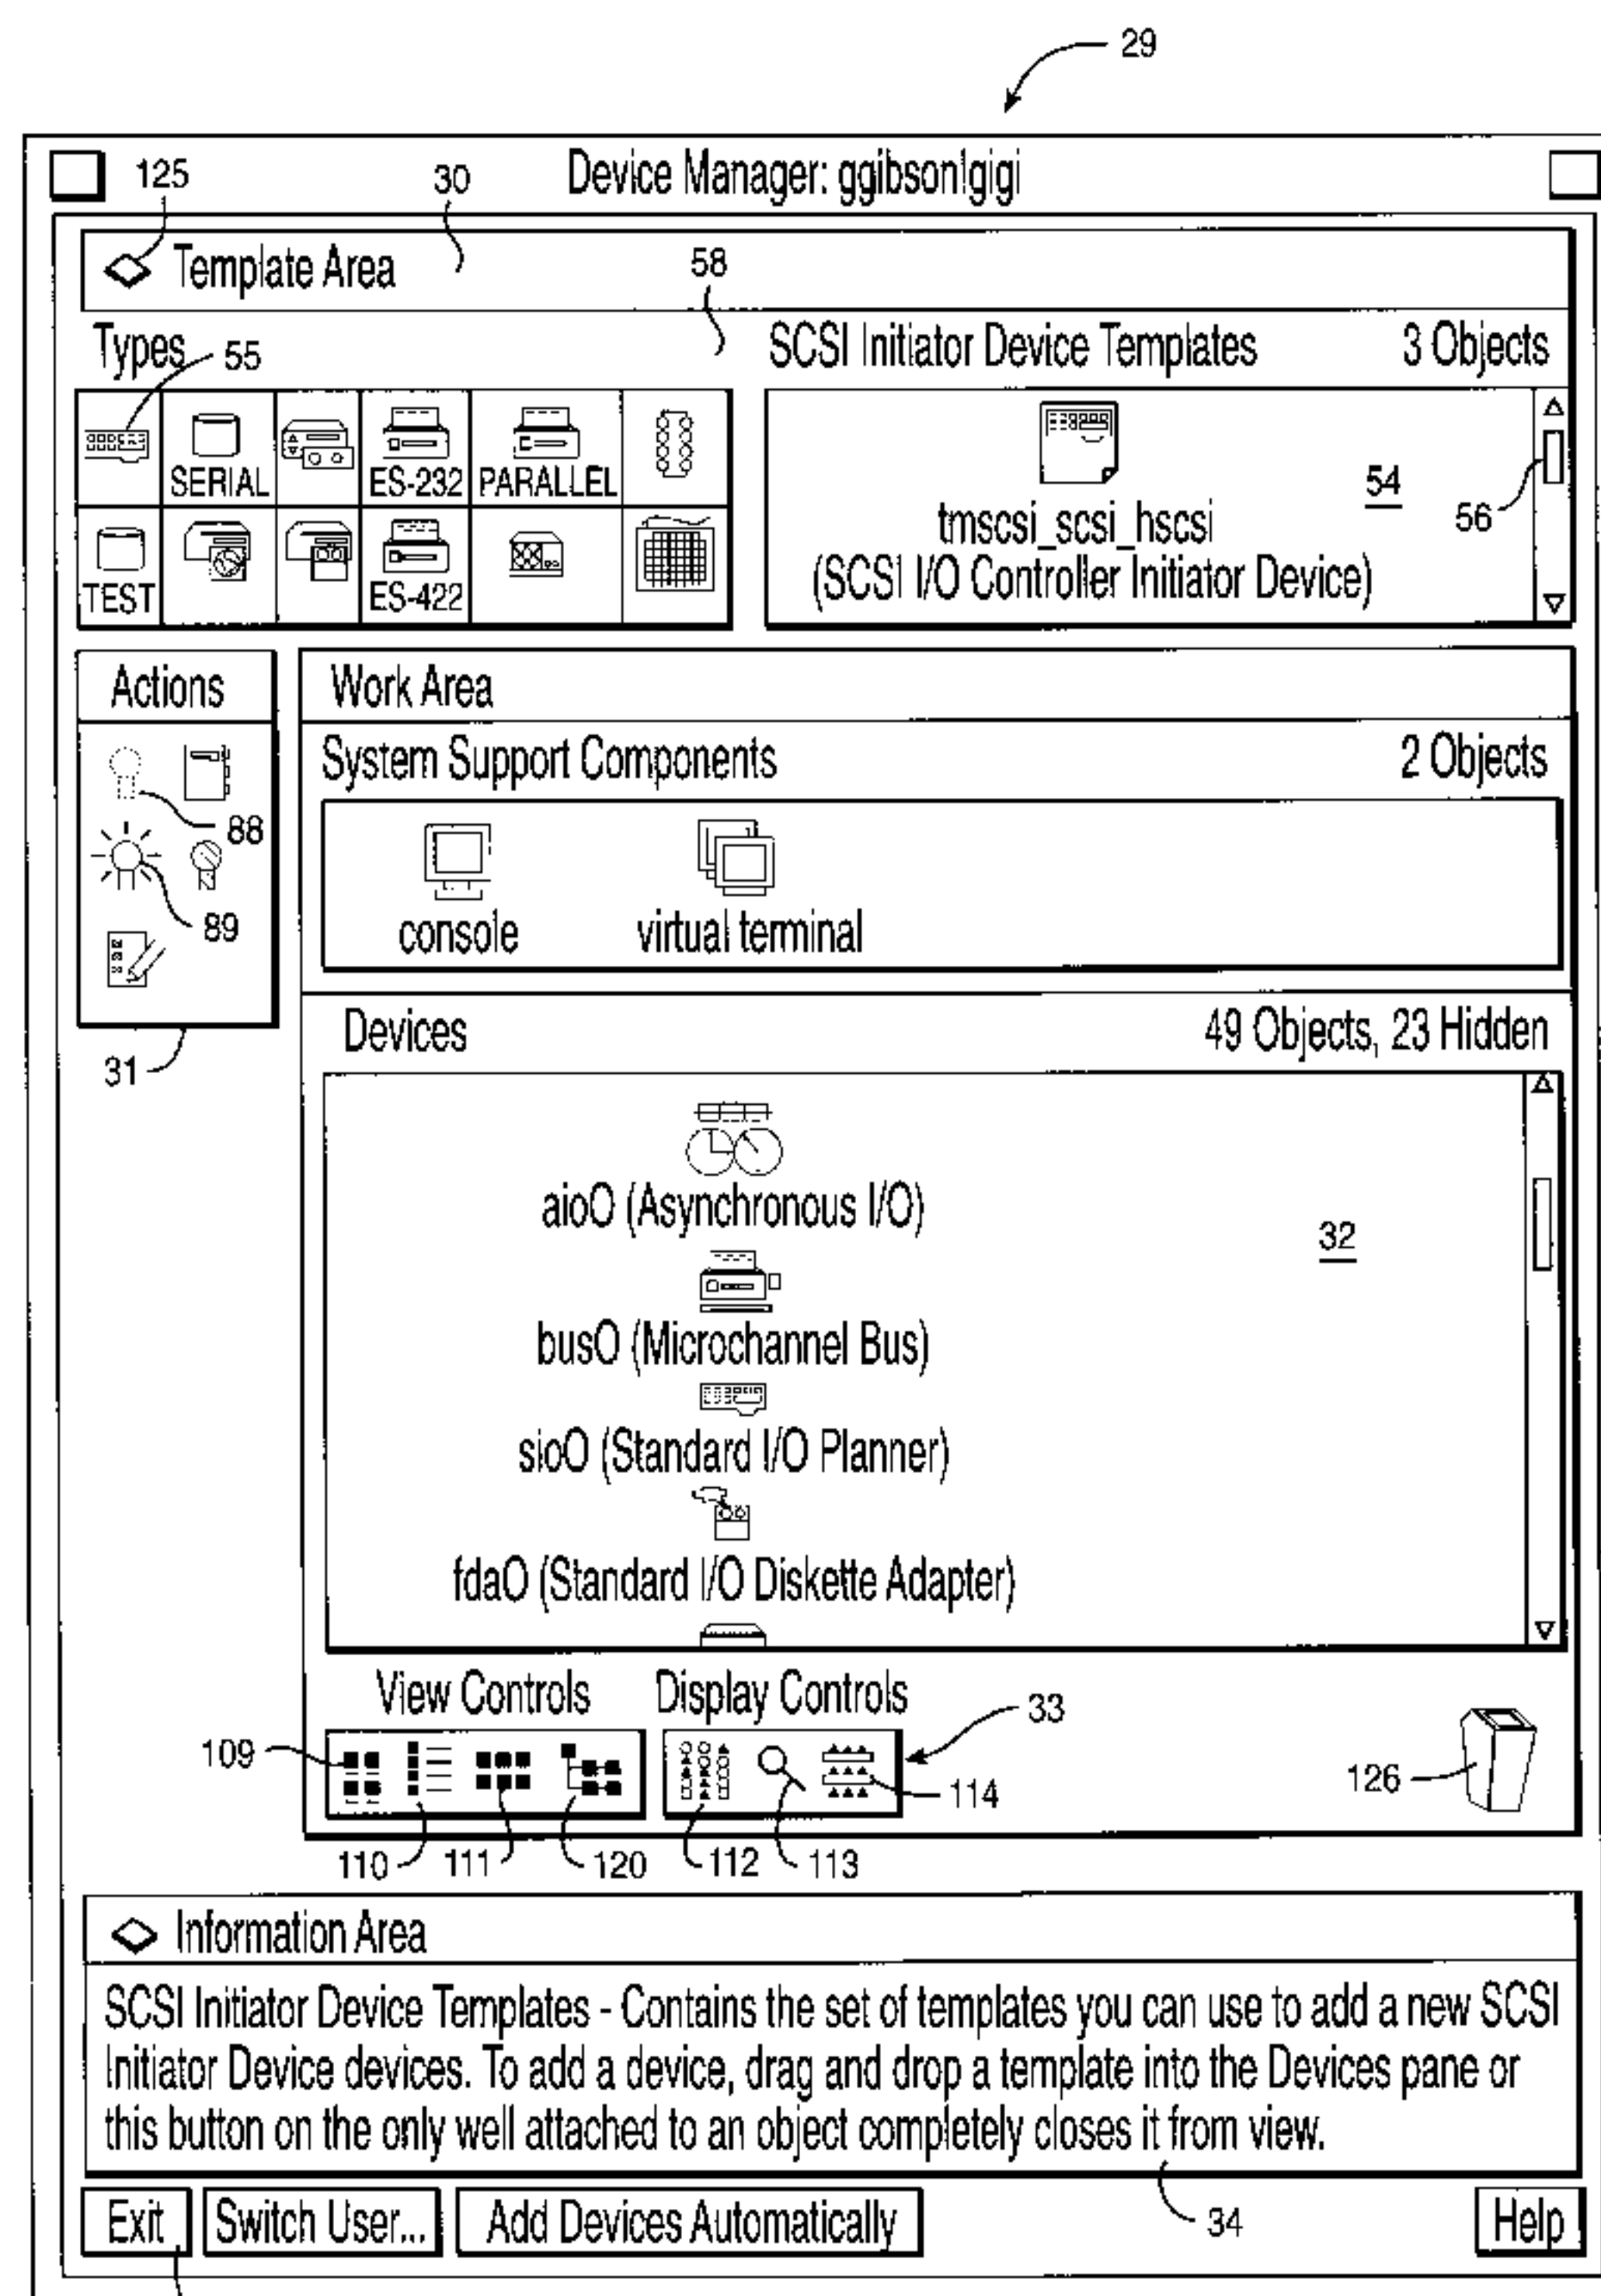 29
Device Manager: ggibson!gigi
125
30
Template Area
58
Types
55
SCSI Initiator Device Templates
3 Objects
SERIAL
ES-232
PARALLEL
TEST
ES-422
tmscsi_scsi_hscsi
(SCSI I/O Controller Initiator Device)
54
56
Actions
88
89
31
Work Area
System Support Components
2 Objects
console
virtual terminal
Devices
49 Objects, 23 Hidden
aioO (Asynchronous I/O)
32
busO (Microchannel Bus)
sioO (Standard I/O Planner)
fdaO (Standard I/O Diskette Adapter)
View Controls
Display Controls
33
109
114
126
110
111
120
112
113
Information Area
SCSI Initiator Device Templates - Contains the set of templates you can use to add a new SCSI
Initiator Device devices. To add a device, drag and drop a template into the Devices pane or
this button on the only well attached to an object completely closes it from view.
Exit
Switch User...
Add Devices Automatically
34
Help